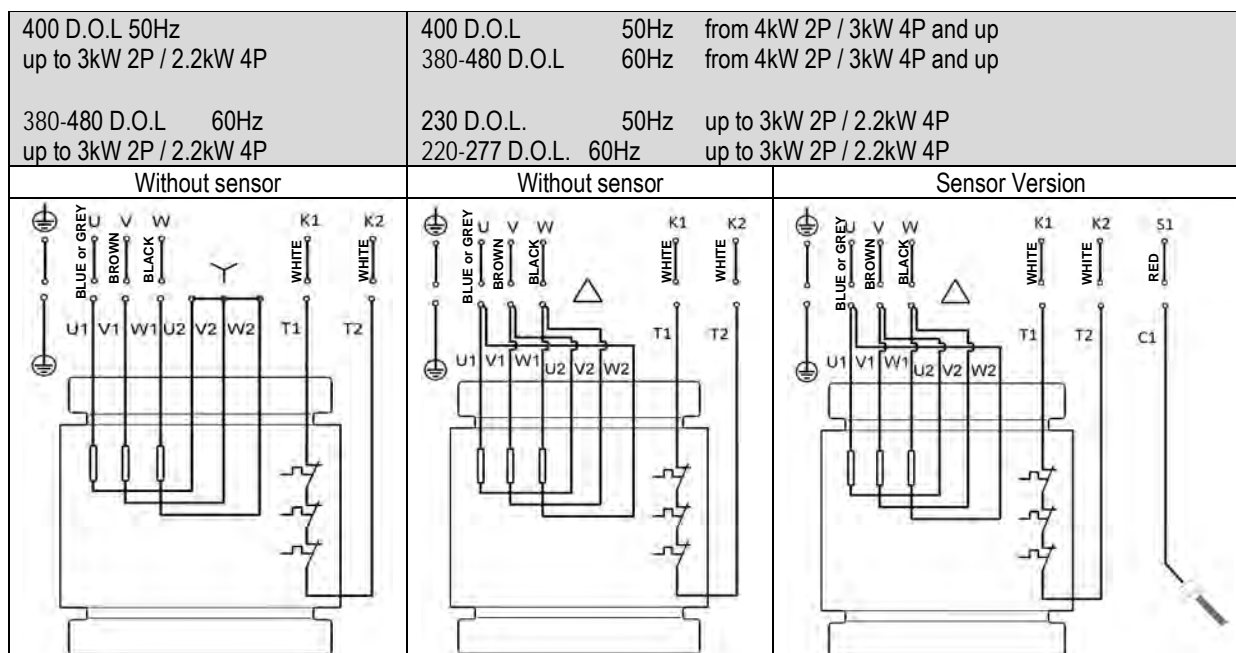 400 D.O.L 50Hz
up to 3kW 2P / 2.2kW 4P
380-480 D.O.L 60Hz
up to 3kW 2P / 2.2kW 4P
400 D.O.L 50Hz from 4kW 2P / 3kW 4P and up
380-480 D.O.L 60Hz from 4kW 2P / 3kW 4P and up
230 D.O.L. 50Hz up to 3kW 2P / 2.2kW 4P
220-277 D.O.L. 60Hz up to 3kW 2P / 2.2kW 4P
Without sensor
Without sensor
Sensor Version
U V W K1 K2
BLUE or GREY
BROWN
BLACK
WHITE
WHITE
U1 V1 W1 U2 V2 W2 T1 T2
U V W K1 K2
BLUE or GREY
BROWN
BLACK
WHITE
WHITE
T1 T2
U1 V1 W1 U2 V2 W2
U V W K1 K2 S1
BLUE or GREY
BROWN
BLACK
WHITE
WHITE
RED
T1 T2 C1
U1 V1 W1 U2 V2 W2